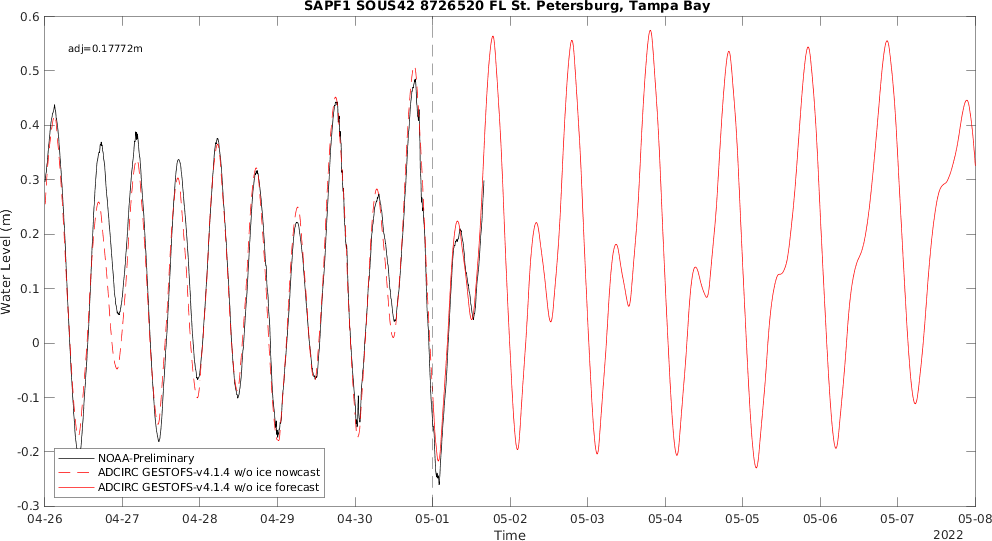 SAPF1 SOUS42 8726520 FL St. Petersburg, Tampa Bay
adj=0.17772m
Water Level (m)
0.6
0.5
0.4
0.3
0.2
0.1
0
-0.1
-0.2
-0.3
NOAA-Preliminary
ADCIRC GESTOFS-v4.1.4 w/o ice nowcast
ADCIRC GESTOFS-v4.1.4 w/o ice forecast
04-26 04-27 04-28 04-29 04-30 05-01 05-02 05-03 05-04 05-05 05-06 05-07 05-08
Time
2022